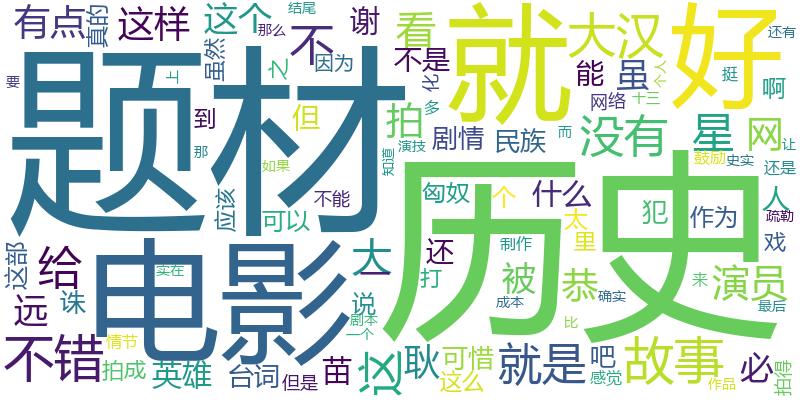 有点
真的
这样
这个
结尾
那么
不
谢
看
就
大汉
好
还有
要
题材
虽然
之
因为
上
不是
化
能
虽
挺
个人
啊
到
那
但
拍
多
剧情
民族
网络
十三
没有
而
星
网
鼓励
让
如果
演技
知道
史实
还是
应该
可以
不能
匈奴
个
什么
太
里
犯
作为
人
疏勒
戏
历史
这部
给
电影
大
还
打
制作
被
恭
来
演员
实在
远
诛
说
成本
确实
最后
剧本
一个
比
不错
情节
拍成
英雄
台词
但是
苗
这
耿
可惜
这么
就是
吧
感觉
故事
作品
必
拍得